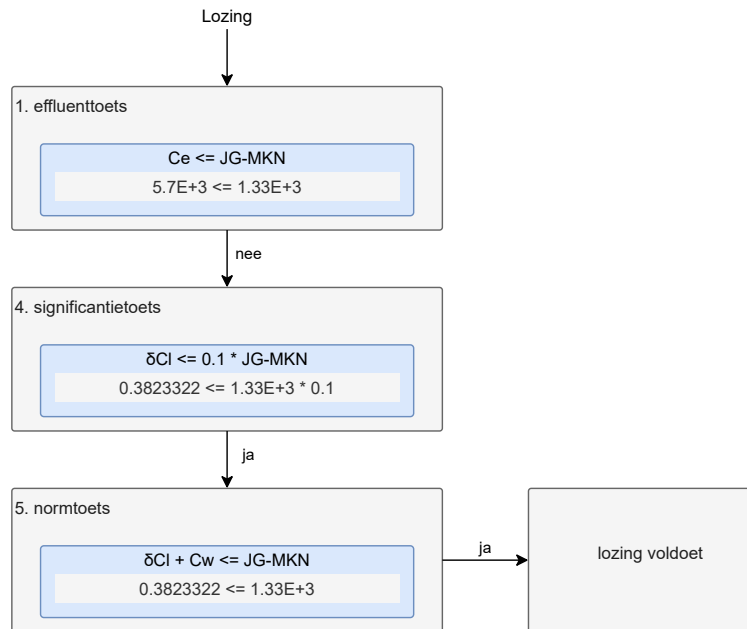 Lozing
1. effluenttoets
Ce <= JG-MKN
5.7E+3 <= 1.33E+3
nee
4. significantietoets
δCl <= 0.1 * JG-MKN
0.3823322 <= 1.33E+3 * 0.1
ja
5. normtoets
δCl + Cw <= JG-MKN
0.3823322 <= 1.33E+3
ja
lozing voldoet